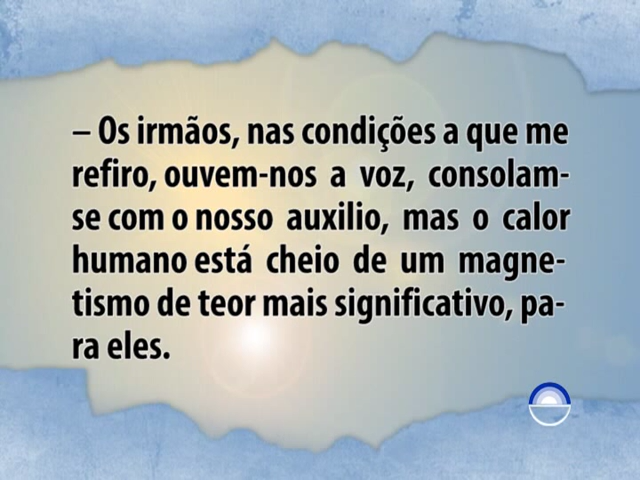 – Os irmãos, nas condições a que me
refiro, ouvem-nos a voz, consolam-
se com o nosso auxilio, mas o calor
humano está cheio de um magne-
tismo de teor mais significativo, pa-
ra eles.